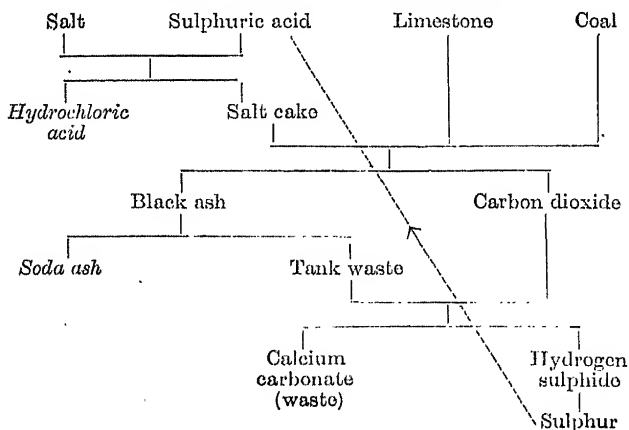 Salt Sulphuric acid Limestone Coal
Hydrochloric
acid
Salt cake
Black ash Carbon dioxide
Soda ash Tank waste
Calcium
carbonate
(waste)
Hydrogen
sulphide
Sulphur